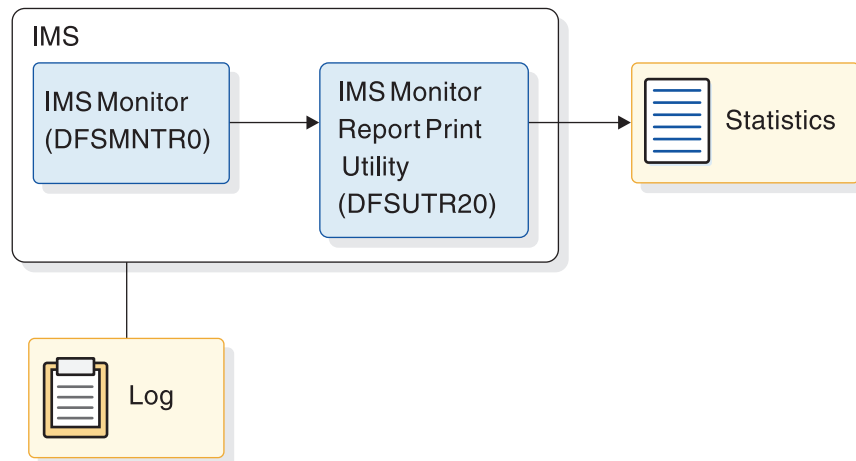 IMS
IMS Monitor
(DFSMNTR0)
IMS Monitor
Report Print
Utility
(DFSUTR20)
Statistics
Log